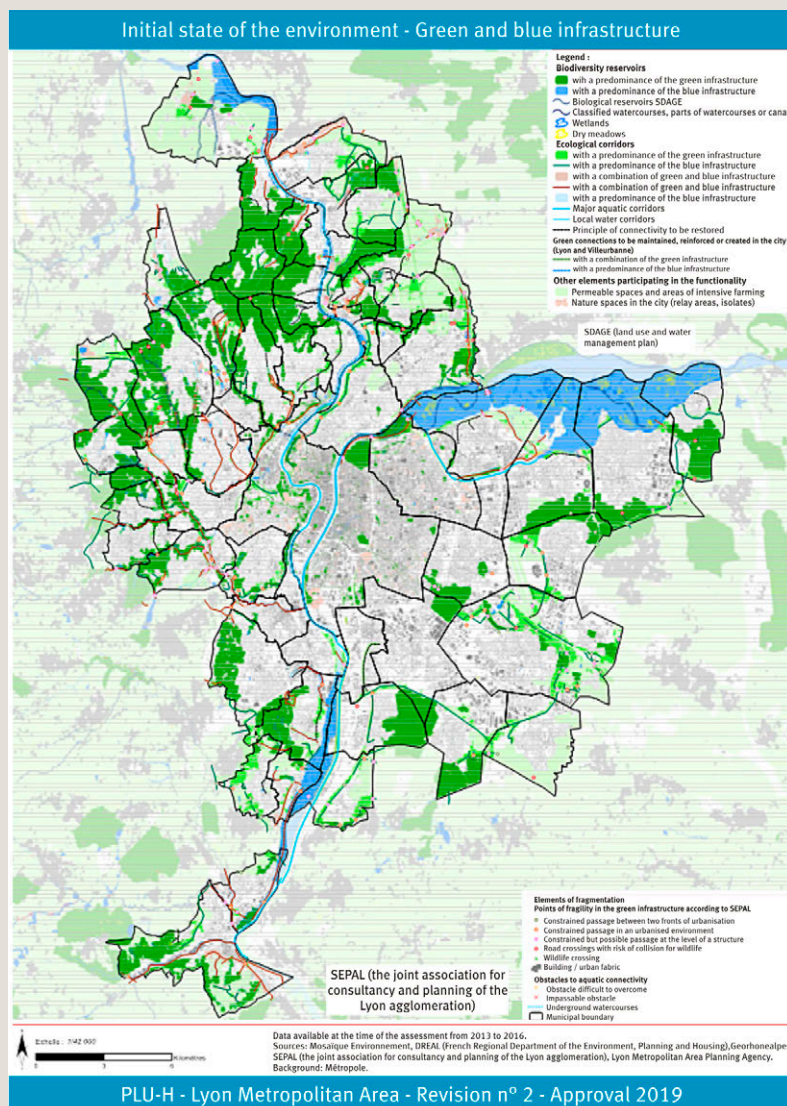 Initial state of the environment - Green and blue infrastructure
Legend :
Biodiversity reservoirs
wih a predominance of the green infrastructure
with a predominance of the blue infrastructure
Biological reservoirs SDAGE
Classified watercourses, parts of watercourses or cana
Wetlands
Dry meadows
Ecological corridors
with a predominance of the green infrastructure
with a predominance of the blue infrastructure
with a combination of green and blue infrastructure
with a combination of green and blue infrastructure
with a predominance of the blue infrastructure
Major aquatic corridors
Local water corridors
Principle of connectivity to be restored
Green connections to be maintained, reinforced or created in the city
(Lyon and Villeurbanne)
with a combination of the green infrastructure
with a predominance of the blue infrastructure
Other elements participating in the functionality
Permeable spaces and areas of intensive farming
Nature spaces in the city (relay areas, isolates)
SDAGE (land use and water
management plan)
Elements of fragmentation
Points of fragility in the green infrastructure according to SEPAL
Constrained passage between two fronts of urbanisation
Constrained passage in an urbanised environment
Constrained but possible passage at the level of a structure
Road crossings with risk of collision for wildlife
Wildlife crossing
Building / urban fabric
Obstacles to aquatic connectivity
Obstacle difficult to overcome
Impassable obstacle
Underground watercourses
Municipal boundary
SEPAL (the joint association for
consultancy and planning of the
Lyon agglomeration)
Echelle : 1/42 000
0 3 6 Kilomètres
Data available at the time of the assessment from 2013 to 2016.
Sources: Mosaïque Environnement, DREAL (French Regional Department of the Environment, Planning and Housing),Georhonealpe
SEPAL (the joint association for consultancy and planning of the Lyon agglomeration), Lyon Metropolitan Area Planning Agency.
Background: Métropole.
PLU-H - Lyon Metropolitan Area - Revision n° 2 - Approval 2019